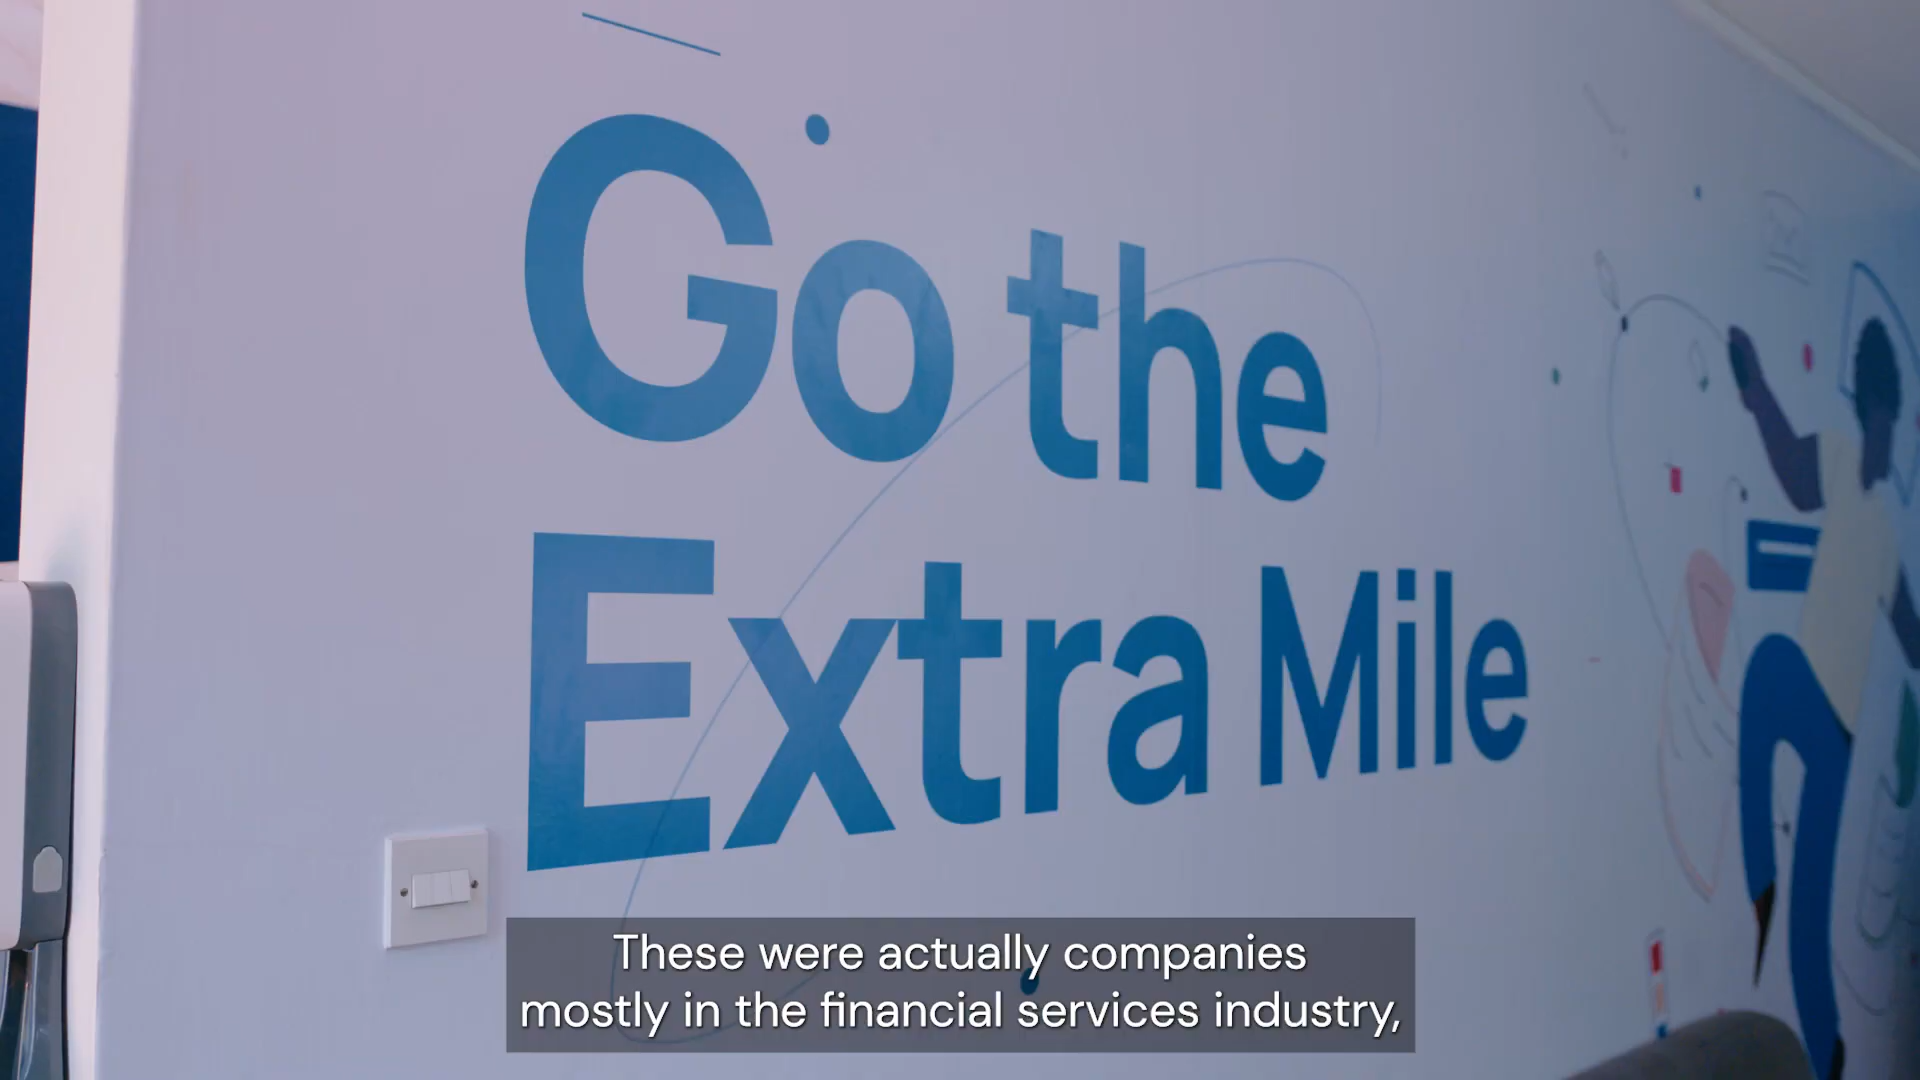 Go the
Extra Mile
These were actually companies
mostly in the financial services industry,